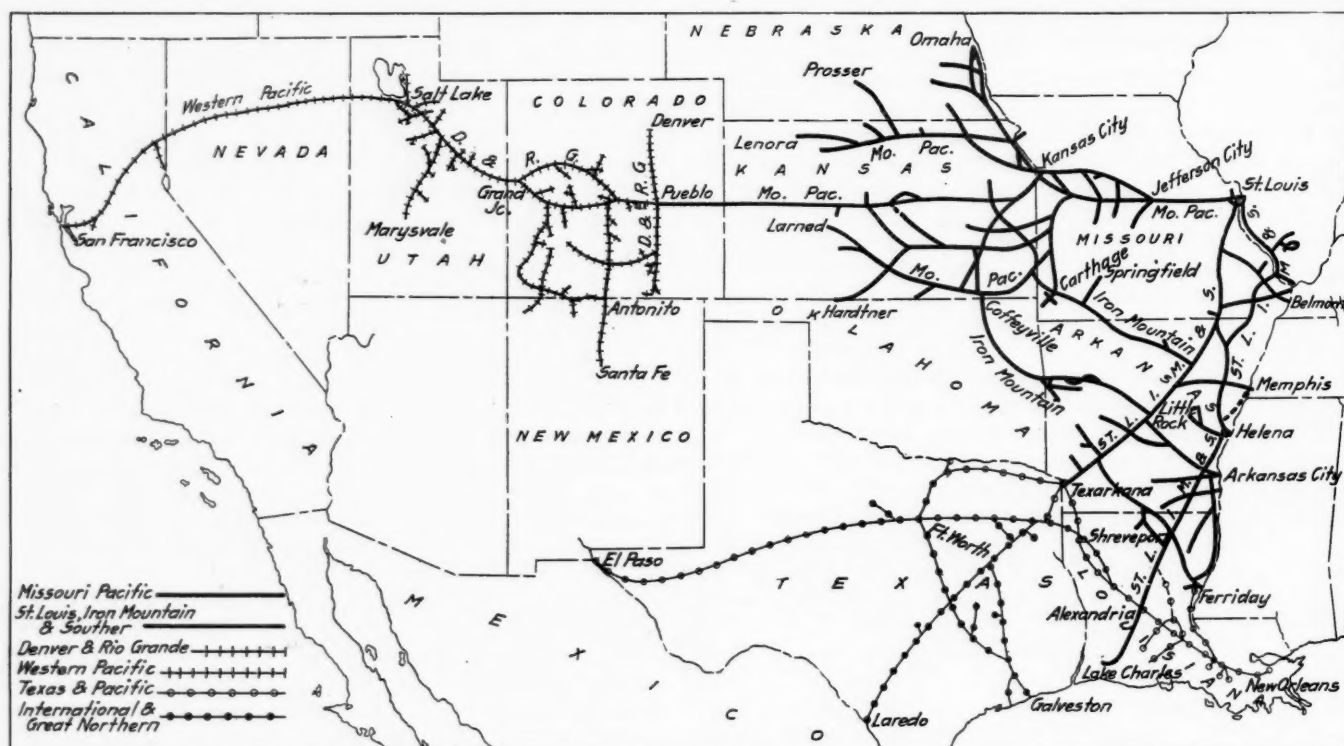 NEBRASKA
Omaha
Prosser
CALIFORNIA
Western Pacific
Salt Lake
COLORADO
Denver
NEVADA
D. & R. G.
Lenora
Mo. Pac.
KANSAS
Kansas City
Jefferson City
St. Louis
Grand Jc.
D. & R. G.
Pueblo
Mo. Pac.
Mo. Pac.
San Francisco
Marysvale
UTAH
Larned
MISSOURI
Mo. Pac.
Carthage
Springfield
Antonito
Hardtner
Coffeyville
Iron Mountain
Belmont
OKLAHOMA
ARKANSAS
Iron Mountain
ST. L. I. M. & S.
ST. L. I. M. & S.
Santa Fe
Memphis
NEW MEXICO
Little Rock
Helena
Arkansas City
Texarkana
El Paso
Ft. Worth
Shreveport
TEXAS
LOUISIANA
ST. L. I. M. & S.
Ferriday
Alexandria
MEXICO
Lake Charles
New Orleans
Laredo
Galveston
Missouri Pacific
St. Louis, Iron Mountain
& Souther
Denver & Rio Grande
Western Pacific
Texas & Pacific
International &
Great Northern